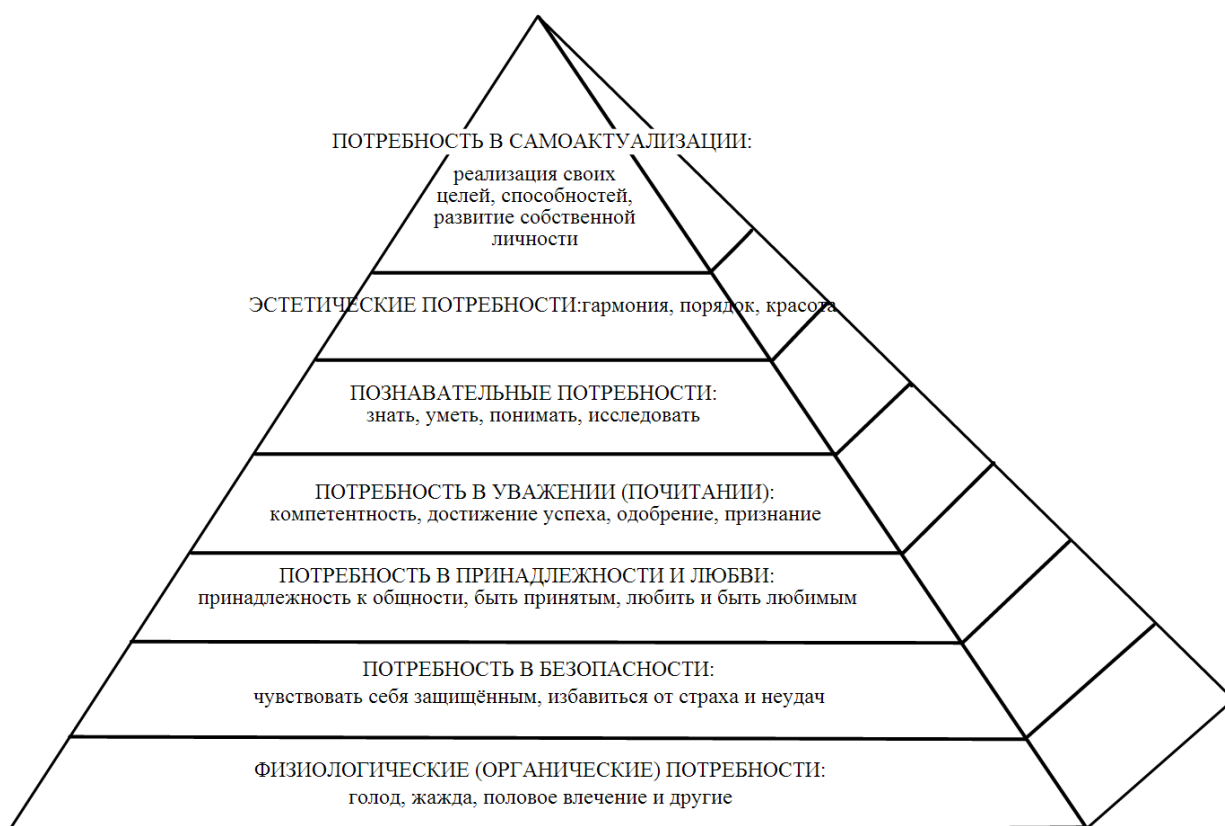 ПОТРЕБНОСТЬ В САМОАКТУАЛИЗАЦИИ:
реализация своих
целей, способностей,
развитие собственной
личности
ЭСТЕТИЧЕСКИЕ ПОТРЕБНОСТИ:гармония, порядок, красота
ПОЗНАВАТЕЛЬНЫЕ ПОТРЕБНОСТИ:
знать, уметь, понимать, исследовать
ПОТРЕБНОСТЬ В УВАЖЕНИИ (ПОЧИТАНИИ):
компетентность, достижение успеха, одобрение, признание
ПОТРЕБНОСТЬ В ПРИНАДЛЕЖНОСТИ И ЛЮБВИ:
принадлежность к общности, быть принятым, любить и быть любимым
ПОТРЕБНОСТЬ В БЕЗОПАСНОСТИ:
чувствовать себя защищённым, избавиться от страха и неудач
ФИЗИОЛОГИЧЕСКИЕ (ОРГАНИЧЕСКИЕ) ПОТРЕБНОСТИ:
голод, жажда, половое влечение и другие